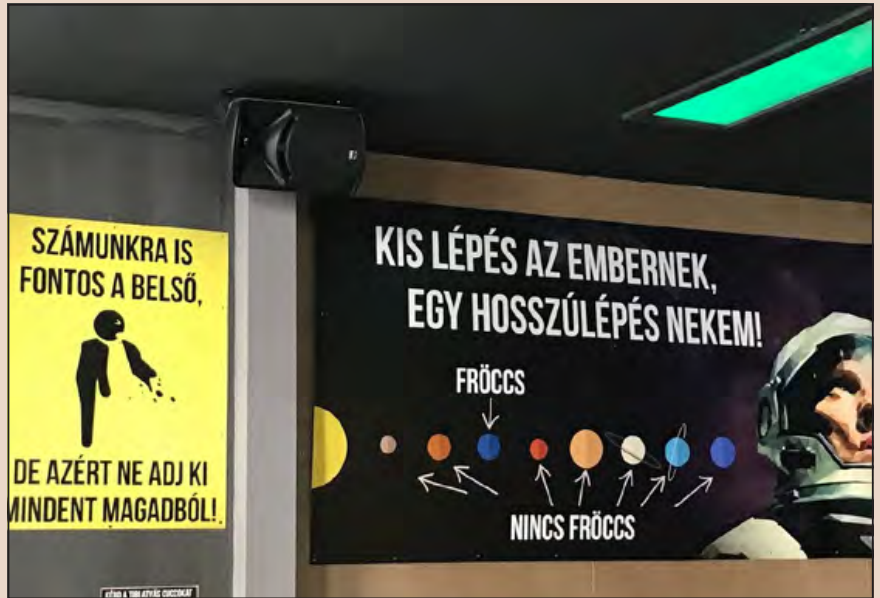 SZÁMUNKRA IS
FONTOS A BELSŐ,
DE AZÉRT NE ADJ KI
MINDENT MAGADBÓL!
KIS LÉPÉS AZ EMBERNEK,
EGY HOSSZÚLÉPÉS NEKEM!
FRÖCCS
NINCS FRÖCCS